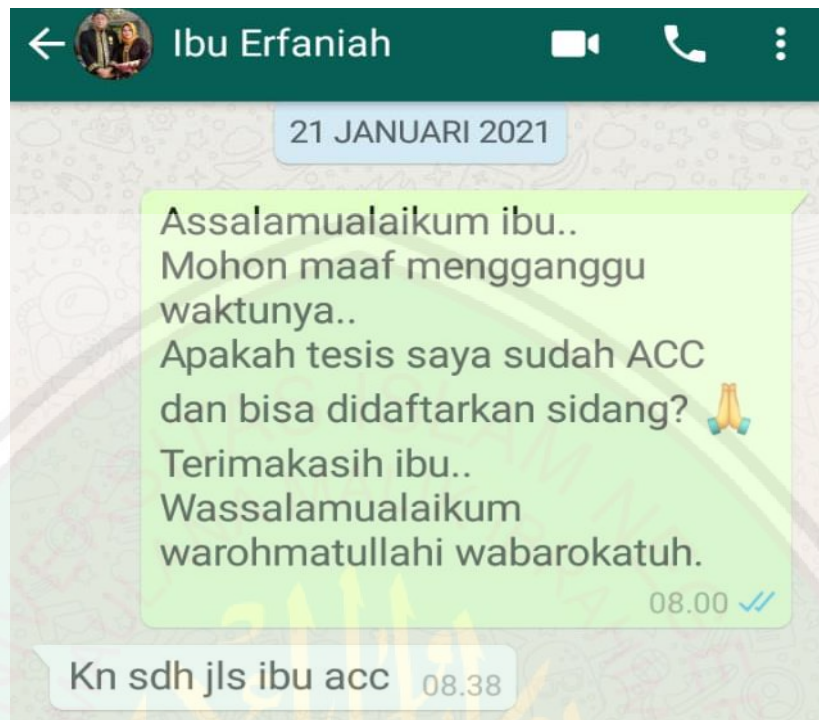 Ibu Erfaniah
21 JANUARI 2021
Assalamualaikum ibu..
Mohon maaf mengganggu
waktunya..
Apakah tesis saya sudah ACC
dan bisa didaftarkan sidang? 🙏
Terimakasih ibu..
Wassalamualaikum
warohmatullahi wabarokatuh.
08.00
Kn sdh jls ibu acc 08.38